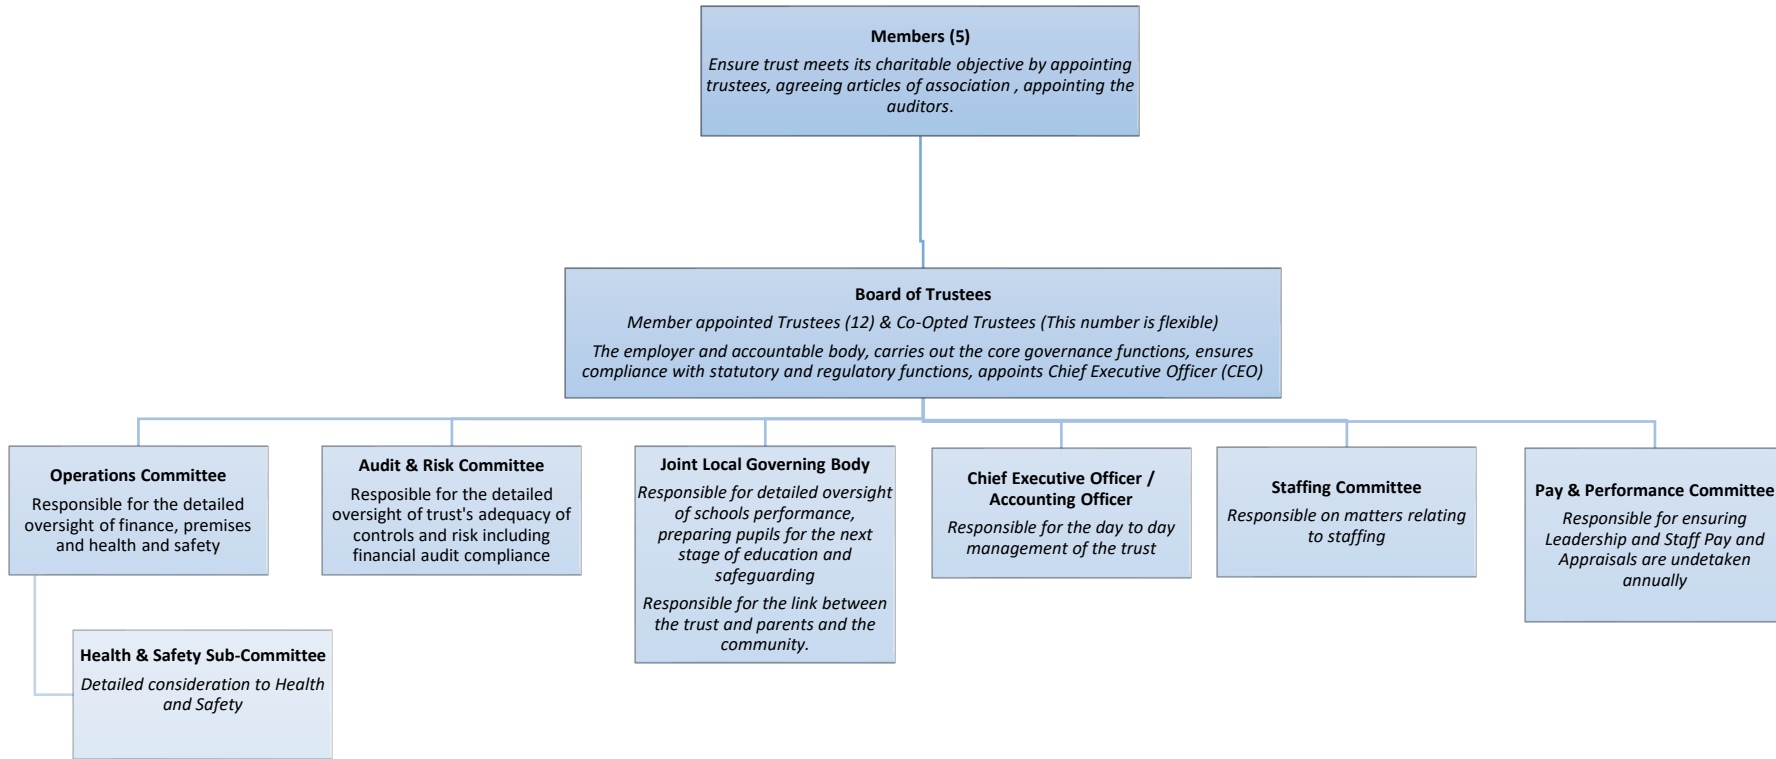 Members (5)
Ensure trust meets its charitable objective by appointing
trustees, agreeing articles of association , appointing the
auditors.
Board of Trustees
Member appointed Trustees (12) & Co-Opted Trustees (This number is flexible)
The employer and accountable body, carries out the core governance functions, ensures
compliance with statutory and regulatory functions, appoints Chief Executive Officer (CEO)
Operations Committee
Responsible for the detailed
oversight of finance, premises
and health and safety
Audit & Risk Committee
Resposible for the detailed
oversight of trust's adequacy of
controls and risk including
financial audit compliance
Joint Local Governing Body
Responsible for detailed oversight
of schools performance,
preparing pupils for the next
stage of education and
safeguarding
Responsible for the link between
the trust and parents and the
community.
Chief Executive Officer /
Accounting Officer
Responsible for the day to day
management of the trust
Staffing Committee
Responsible on matters relating
to staffing
Pay & Performance Committee
Responsible for ensuring
Leadership and Staff Pay and
Appraisals are undetaken
annually
Health & Safety Sub-Committee
Detailed consideration to Health
and Safety